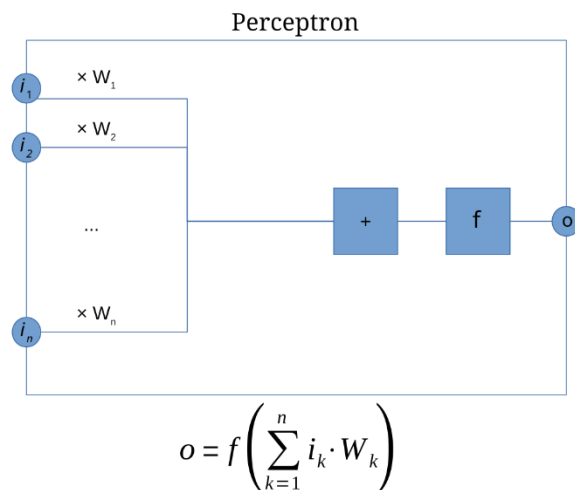 Perceptron
i₁ × W₁
i₂ × W₂
...
+ f o
iₙ × Wₙ
o = f(∑ₖ₌₁ⁿ iₖ · Wₖ)